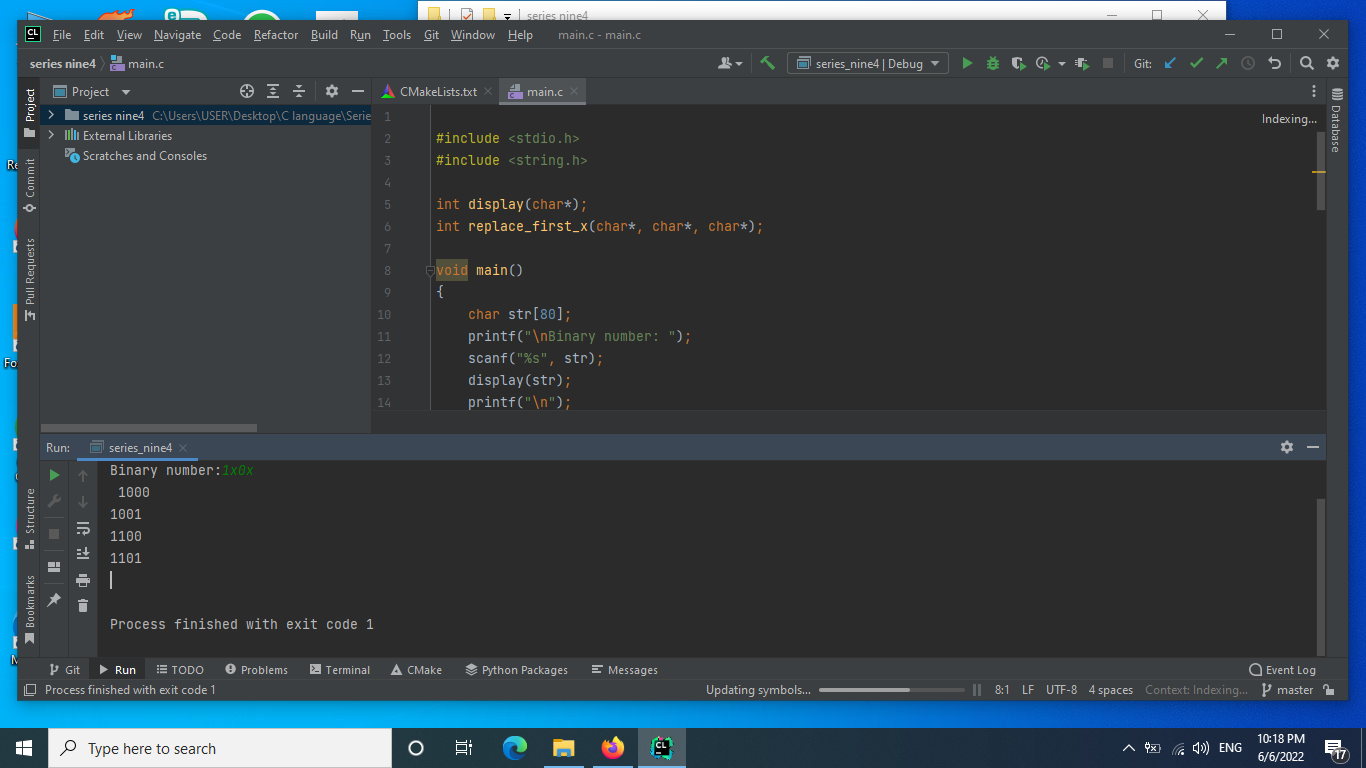 series nine4
File Edit View Navigate Code Refactor Build Run Tools Git Window Help main.c - main.c
series nine4 main.c
series_nine4 | Debug
Git:
Project
CMakeLists.txt
main.c
series nine4 C:\Users\USER\Desktop\C language\Serie
External Libraries
Scratches and Consoles
Project
Commit
Pull Requests
Structure
Bookmarks
Database
Indexing...
1
2 #include <stdio.h>
3 #include <string.h>
4
5 int display(char*);
6 int replace_first_x(char*, char*, char*);
7
8 void main()
9 {
10 char str[80];
11 printf("\nBinary number: ");
12 scanf("%s", str);
13 display(str);
14 printf("\n");
Run: series_nine4
Binary number:1x0x
1000
1001
1100
1101
Process finished with exit code 1
Git Run TODO Problems Terminal CMake Python Packages Messages Event Log
Process finished with exit code 1 Updating symbols... 8:1 LF UTF-8 4 spaces Context: Indexing... master
Type here to search
ENG
10:18 PM
6/6/2022
17